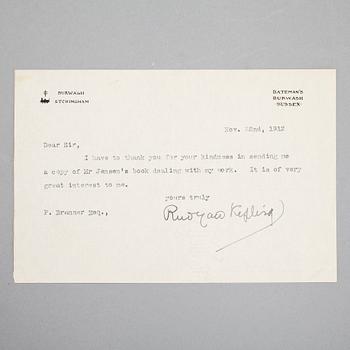 BURWASH
ETCHINGHAM
BATEMAN'S
BURWASH
SUSSEX
Nov. 22nd, 1912
Dear Sir,
I have to thank you for your kindness in sending me
a copy of Mr Jensen's book dealing with my work. It is of very
great interest to me.
yours truly
P. Branner Esq.,
Rudyard Kipling